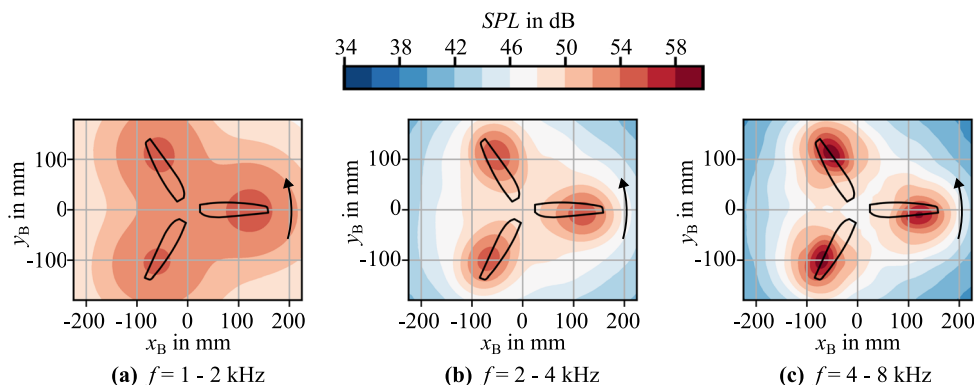 SPL in dB
34 38 42 46 50 54 58
100
0
-100
y_B in mm
-200 -100 0 100 200
x_B in mm
(a) f = 1 - 2 kHz
100
0
-100
y_B in mm
-200 -100 0 100 200
x_B in mm
(b) f = 2 - 4 kHz
100
0
-100
y_B in mm
-200 -100 0 100 200
x_B in mm
(c) f = 4 - 8 kHz